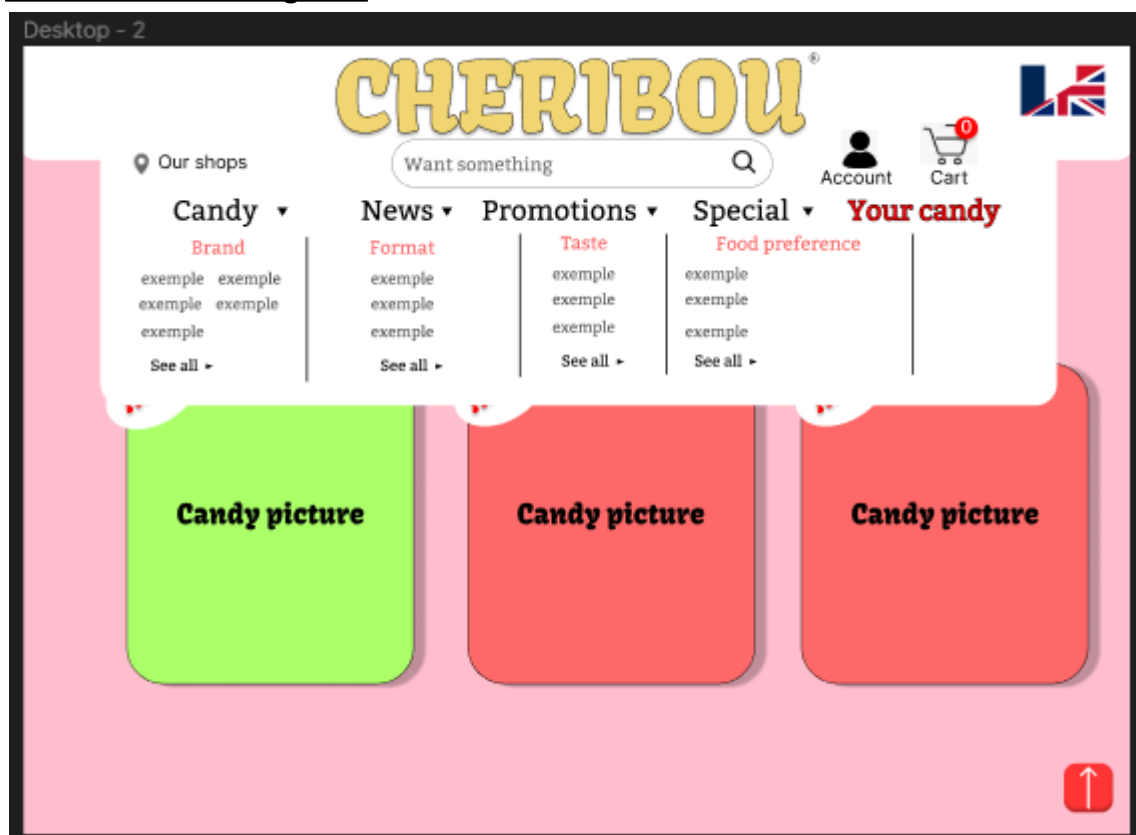 Desktop - 2
CHERIBOU®
Our shops
Want something
0
Account
Cart
Candy ▾ News ▾ Promotions ▾ Special ▾ Your candy
Brand Format Taste Food preference
exemple exemple exemple exemple exemple
exemple exemple exemple exemple exemple
exemple exemple exemple exemple
See all ► See all ► See all ► See all ►
Candy picture Candy picture Candy picture